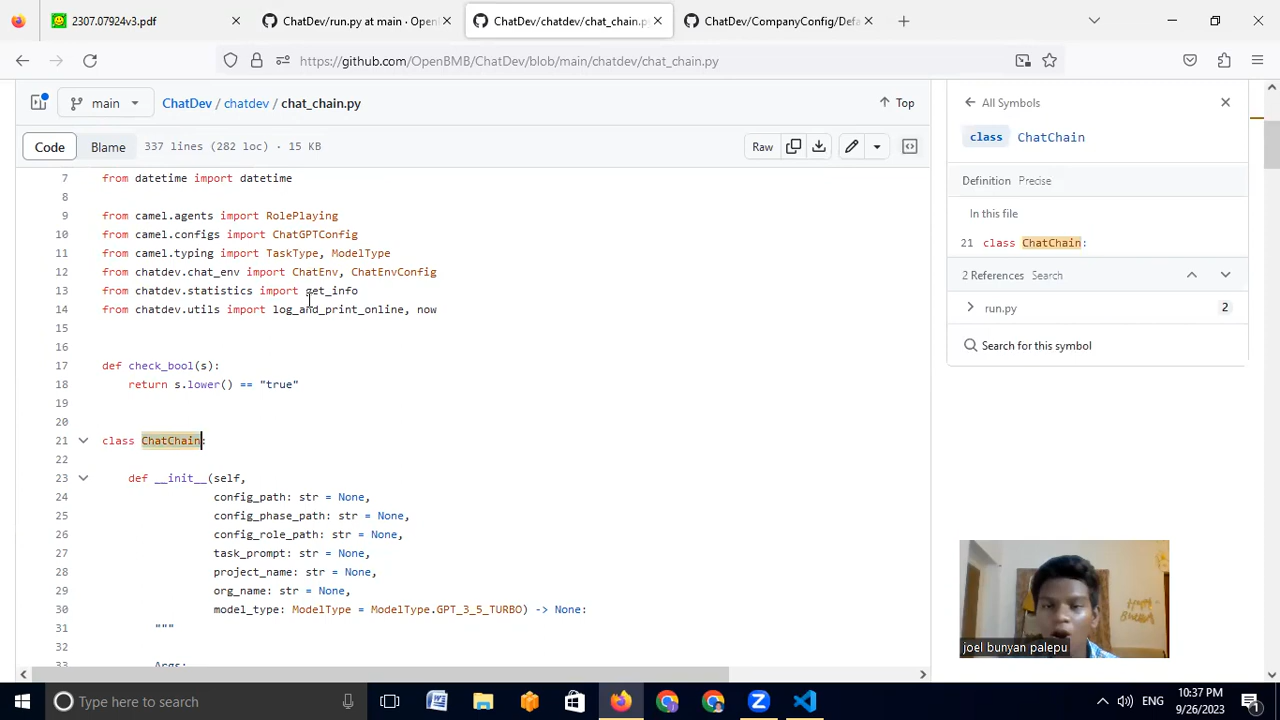 2307.07924v3.pdf
ChatDev/run.py at main · OpenB
ChatDev/chatdev/chat_chain.p
ChatDev/CompanyConfig/Defa
https://github.com/OpenBMB/ChatDev/blob/main/chatdev/chat_chain.py
main
ChatDev / chatdev / chat_chain.py
Top
Code
Blame
337 lines (282 loc) · 15 KB
Raw
7 from datetime import datetime
8
9 from camel.agents import RolePlaying
10 from camel.configs import ChatGPTConfig
11 from camel.typing import TaskType, ModelType
12 from chatdev.chat_env import ChatEnv, ChatEnvConfig
13 from chatdev.statistics import get_info
14 from chatdev.utils import log_and_print_online, now
15
16
17 def check_bool(s):
18 return s.lower() == "true"
19
20
21 class ChatChain:
22
23 def __init__(self,
24 config_path: str = None,
25 config_phase_path: str = None,
26 config_role_path: str = None,
27 task_prompt: str = None,
28 project_name: str = None,
29 org_name: str = None,
30 model_type: ModelType = ModelType.GPT_3_5_TURBO) -> None:
31 """
32
33 Args:
All Symbols
class ChatChain
Definition Precise
In this file
21 class ChatChain:
2 References Search
run.py 2
Search for this symbol
joel bunyan palepu
Type here to search
ENG
10:37 PM
9/26/2023
1